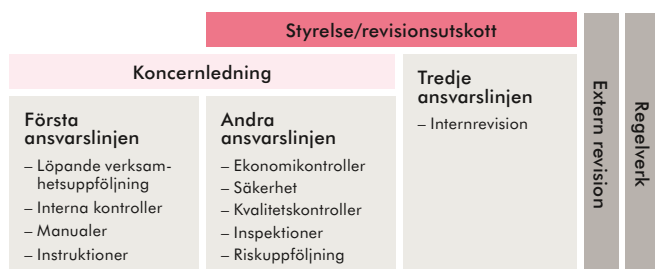 Styrelse/revisionsutskott
Koncernledning
Första
ansvarslinjen
– Löpande verksam-
hetsuppföljning
– Interna kontroller
– Manualer
– Instruktioner
Andra
ansvarslinjen
– Ekonomikontroller
– Säkerhet
– Kvalitetskontroller
– Inspektioner
– Riskuppföljning
Tredje
ansvarslinjen
– Internrevision
Extern revision
Regelverk